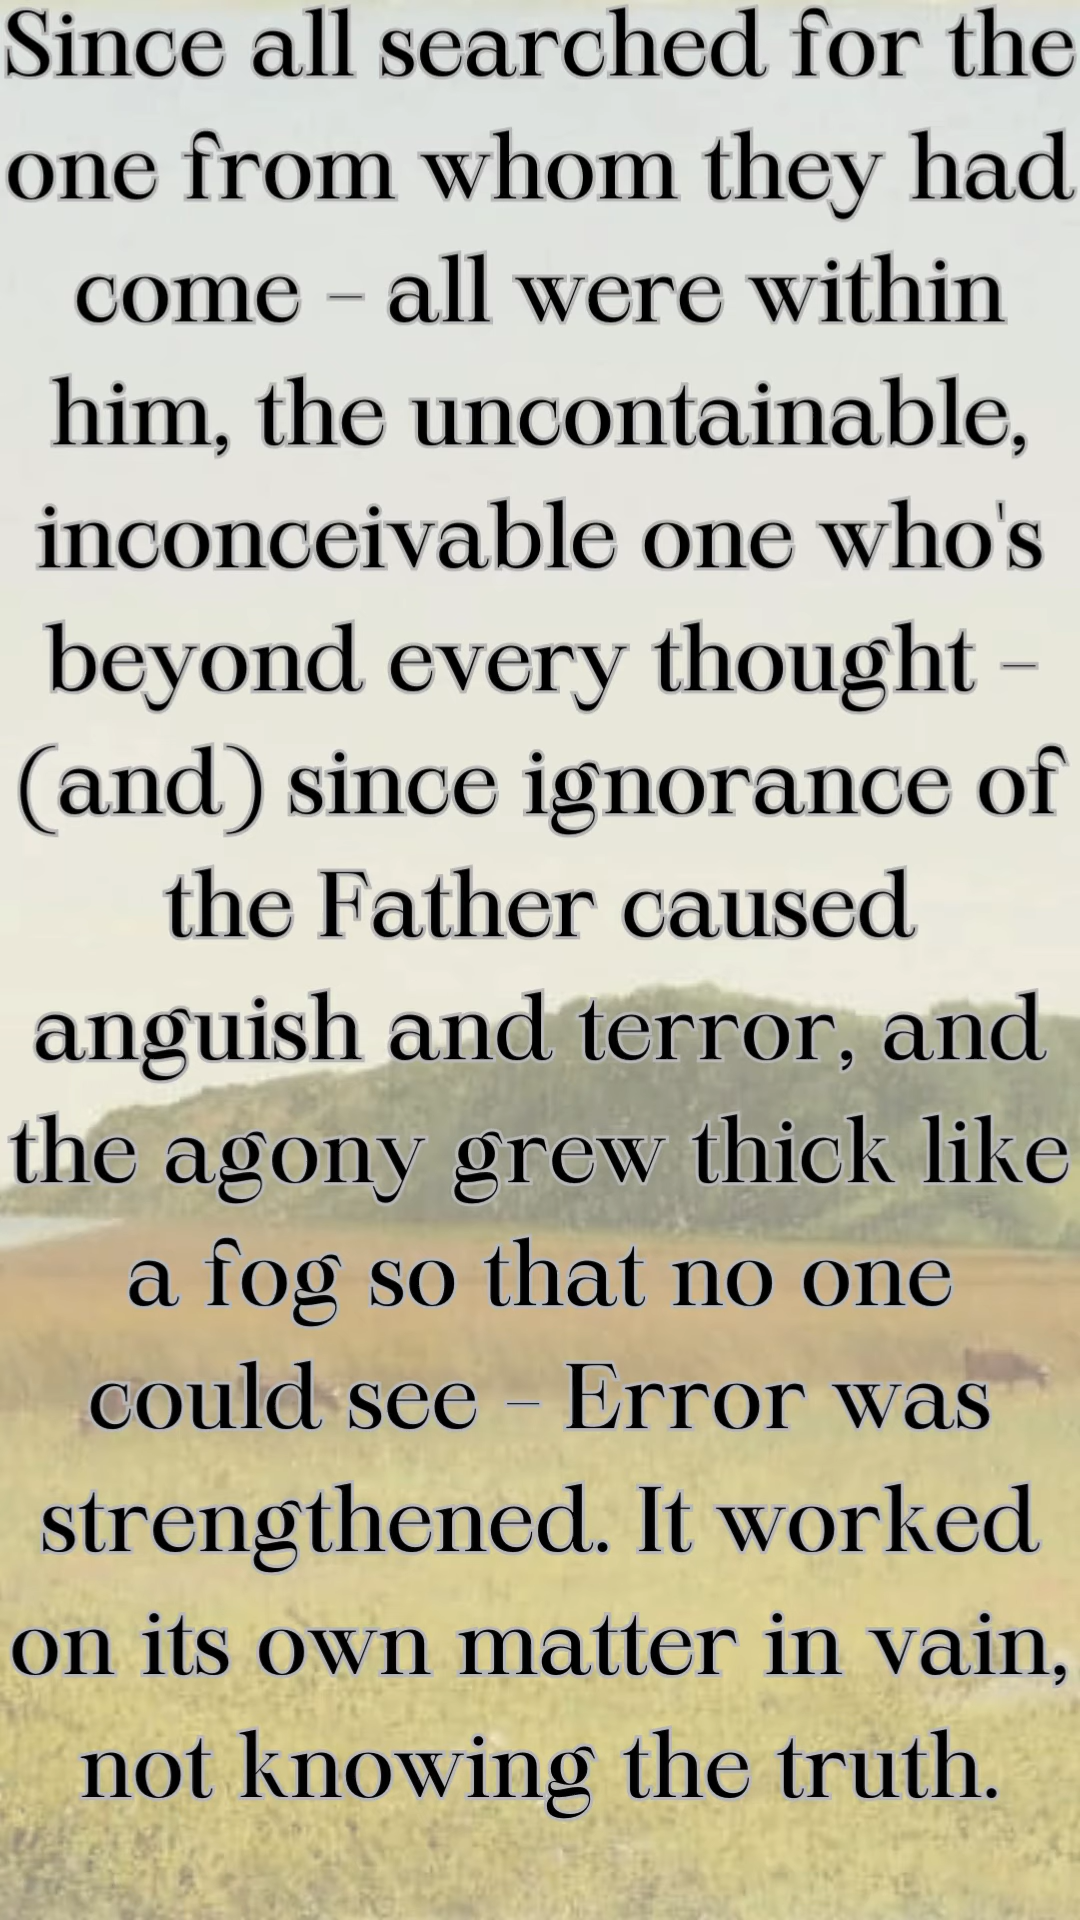 Since all searched for the
one from whom they had
come – all were within
him, the uncontainable,
inconceivable one who's
beyond every thought –
(and) since ignorance of
the Father caused
anguish and terror, and
the agony grew thick like
a fog so that no one
could see – Error was
strengthened. It worked
on its own matter in vain,
not knowing the truth.